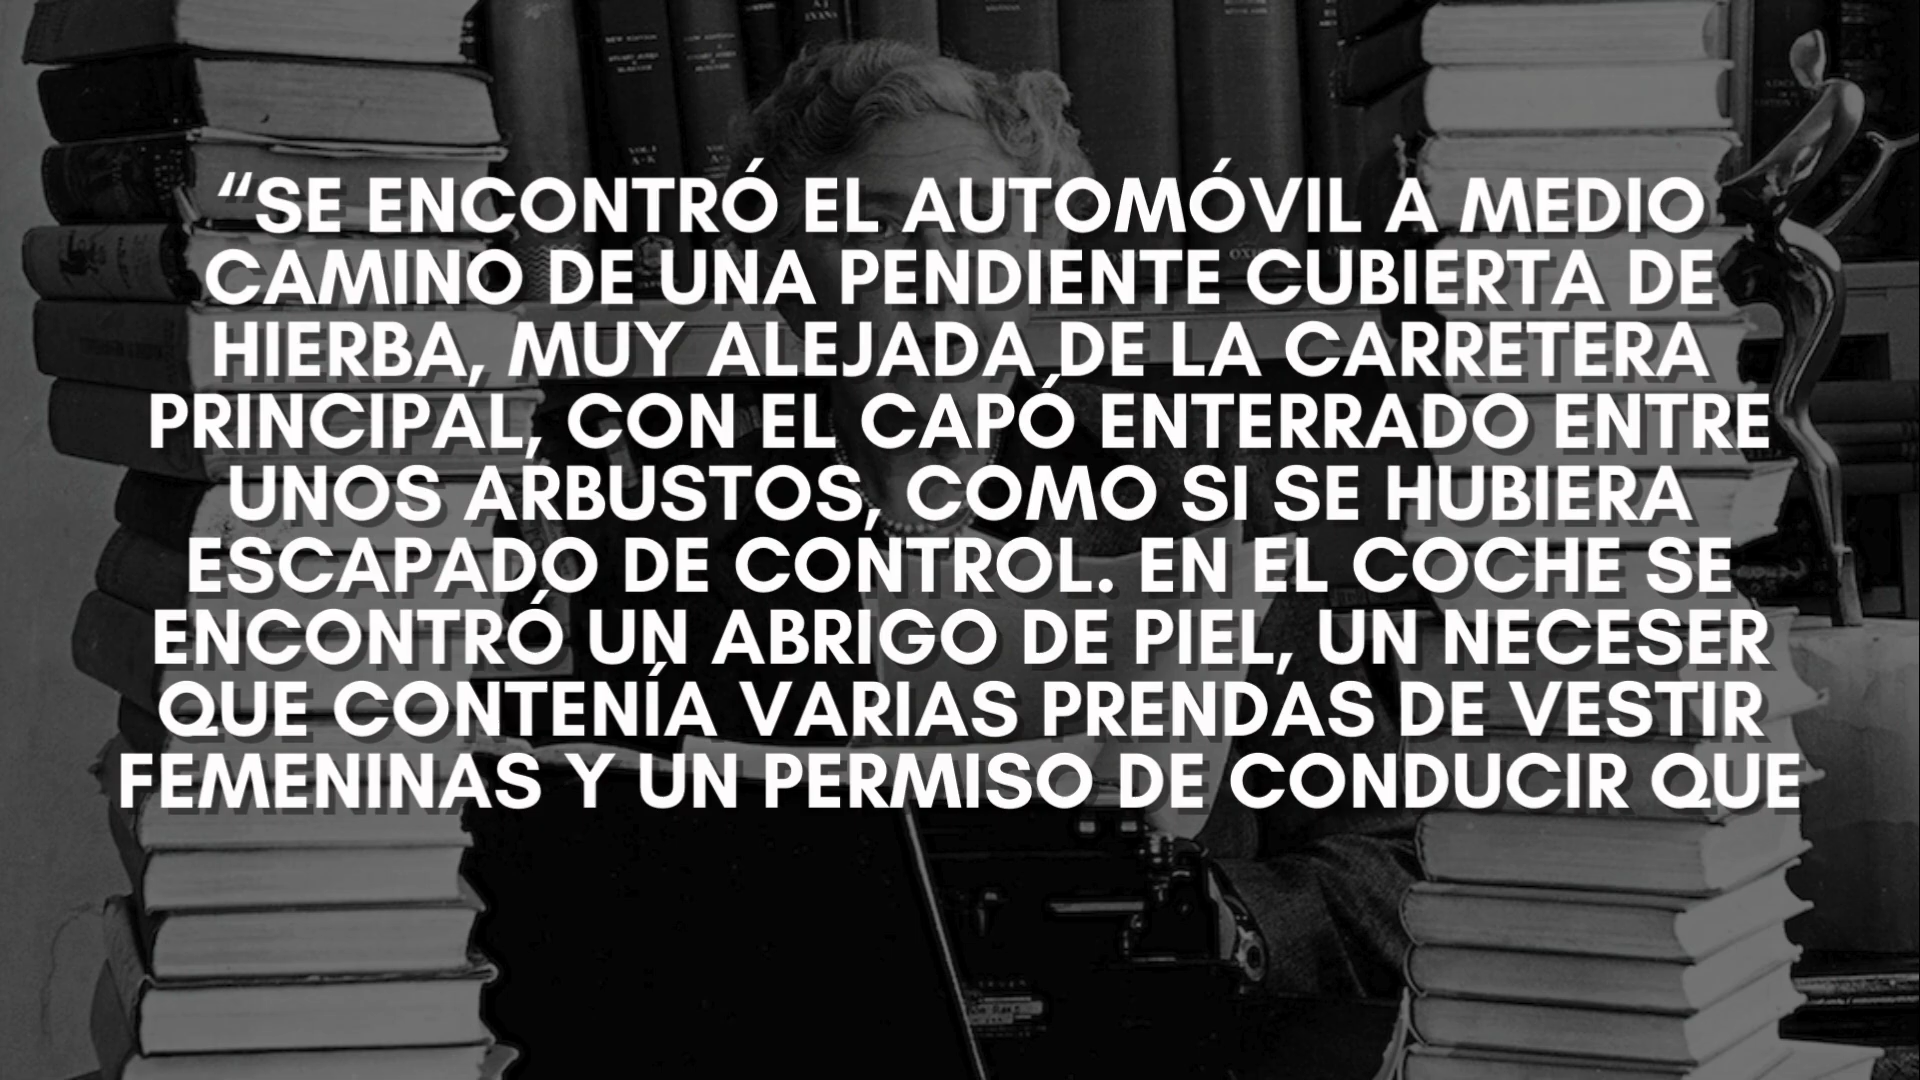 “SE ENCONTRÓ EL AUTOMÓVIL A MEDIO
CAMINO DE UNA PENDIENTE CUBIERTA DE
HIERBA, MUY ALEJADA DE LA CARRETERA
PRINCIPAL, CON EL CAPÓ ENTERRADO ENTRE
UNOS ARBUSTOS, COMO SI SE HUBIERA
ESCAPADO DE CONTROL. EN EL COCHE SE
ENCONTRÓ UN ABRIGO DE PIEL, UN NECESER
QUE CONTENÍA VARIAS PRENDAS DE VESTIR
FEMENINAS Y UN PERMISO DE CONDUCIR QUE